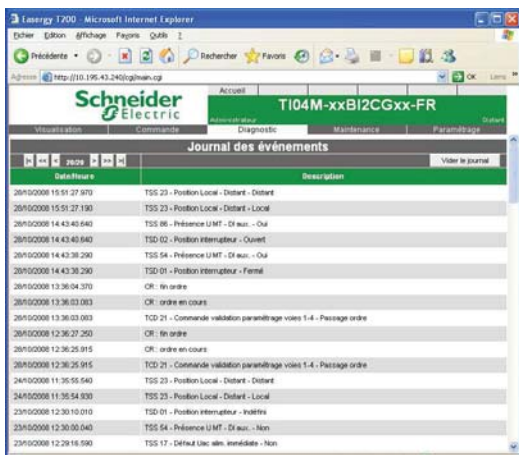 Easergy T200 - Microsoft Internet Explorer
Fichier Edition Affichage Favoris Outils ?
Précédente Rechercher Favoris
Adresse http://10.195.43.240/cgi/main.cgi OK Liens
Accueil
Schneider Electric
TI04M-xxBI2CGxx-FR
Administrateur Distant
Visualisation Commande Diagnostic Maintenance Paramétrage
Journal des événements
|< << < 20/20 > >> >| Vider le journal
Date/Heure Description
28/10/2008 15:51:27.970 TSS 23 - Position Local - Distant - Distant
28/10/2008 15:51:27.190 TSS 23 - Position Local - Distant - Local
28/10/2008 14:43:40.640 TSS 86 - Présence U MT - DI aux. - Oui
28/10/2008 14:43:40.640 TSD 02 - Position interrupteur - Ouvert
28/10/2008 14:43:38.290 TSS 54 - Présence U MT - DI aux. - Oui
28/10/2008 14:43:38.290 TSD 01 - Position interrupteur - Fermé
28/10/2008 13:36:04.370 CR : fin ordre
28/10/2008 13:36:03.083 CR : ordre en cours
28/10/2008 13:36:03.083 TCD 21 - Commande validation paramétrage voies 1-4 - Passage ordre
28/10/2008 12:36:27.250 CR : fin ordre
28/10/2008 12:36:25.915 CR : ordre en cours
28/10/2008 12:36:25.915 TCD 21 - Commande validation paramétrage voies 1-4 - Passage ordre
24/10/2008 11:35:55.540 TSS 23 - Position Local - Distant - Distant
24/10/2008 11:35:54.930 TSS 23 - Position Local - Distant - Local
23/10/2008 12:30:10.010 TSD 01 - Position interrupteur - Indéfini
23/10/2008 12:30:00.040 TSS 54 - Présence U MT - DI aux. - Non
23/10/2008 12:29:16.590 TSS 17 - Défaut Uac alim. immédiate - Non